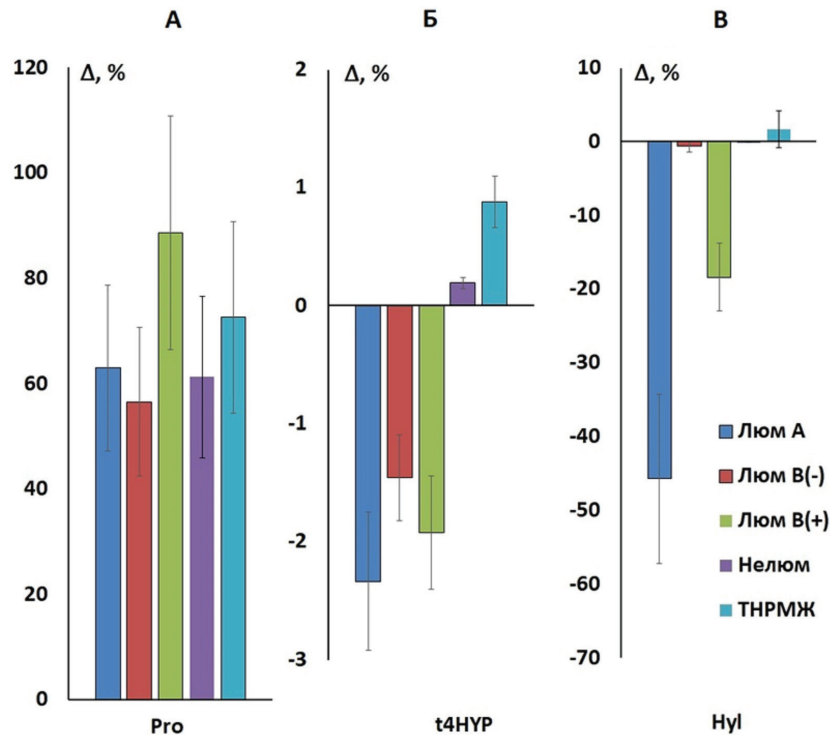 А
Δ, %
120
100
80
60
40
20
0
Pro
Б
Δ, %
2
1
0
-1
-2
-3
t4HYP
В
Δ, %
10
0
-10
-20
-30
-40
-50
-60
-70
Hyl
Люм А
Люм В(-)
Люм В(+)
Нелюм
ТНРМЖ